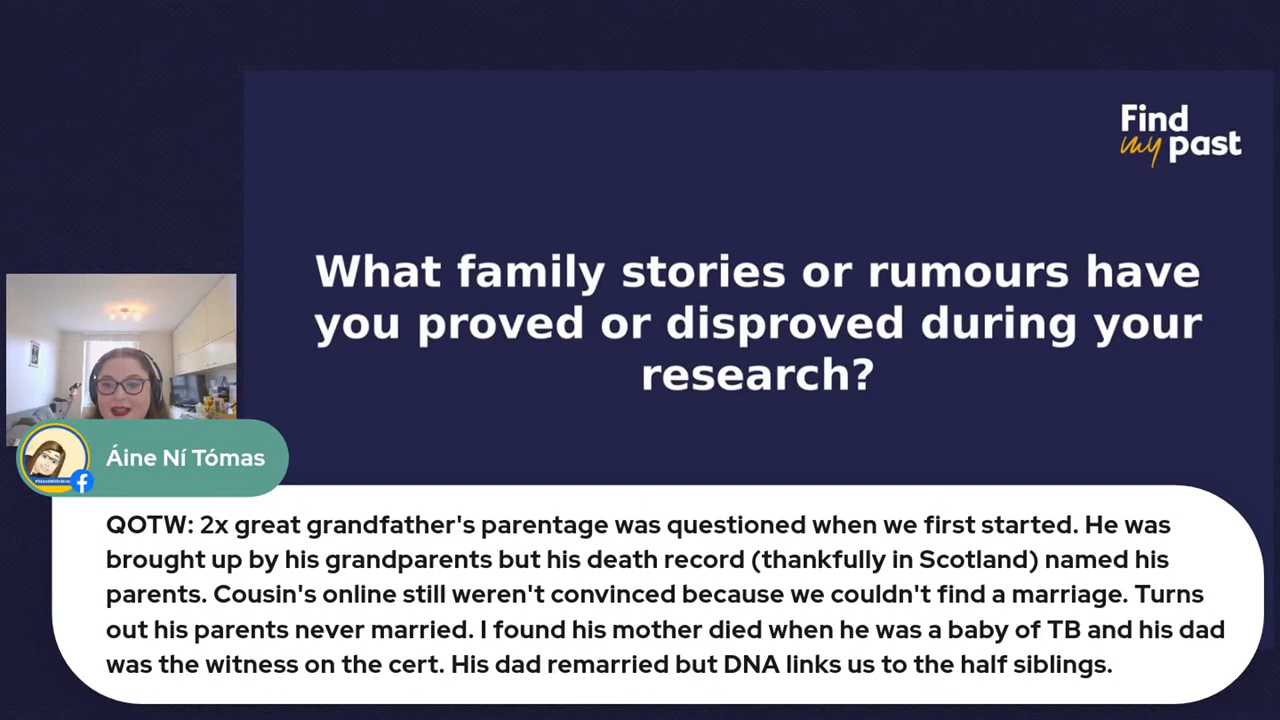 Find
my past
What family stories or rumours have
you proved or disproved during your
research?
Áine Ní Tómas
QOTW: 2x great grandfather's parentage was questioned when we first started. He was
brought up by his grandparents but his death record (thankfully in Scotland) named his
parents. Cousin's online still weren't convinced because we couldn't find a marriage. Turns
out his parents never married. I found his mother died when he was a baby of TB and his dad
was the witness on the cert. His dad remarried but DNA links us to the half siblings.